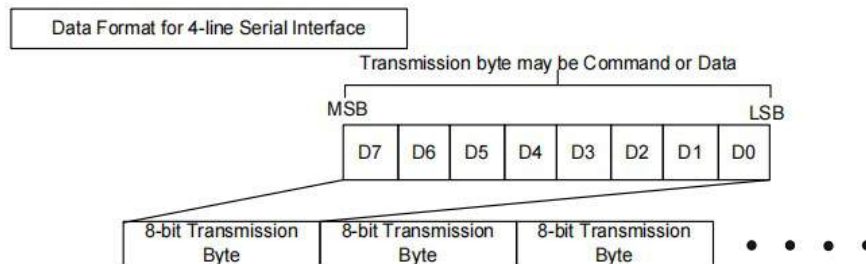 Data Format for 4-line Serial Interface
Transmission byte may be Command or Data
MSB
LSB
D7 D6 D5 D4 D3 D2 D1 D0
8-bit Transmission Byte
8-bit Transmission Byte
8-bit Transmission Byte